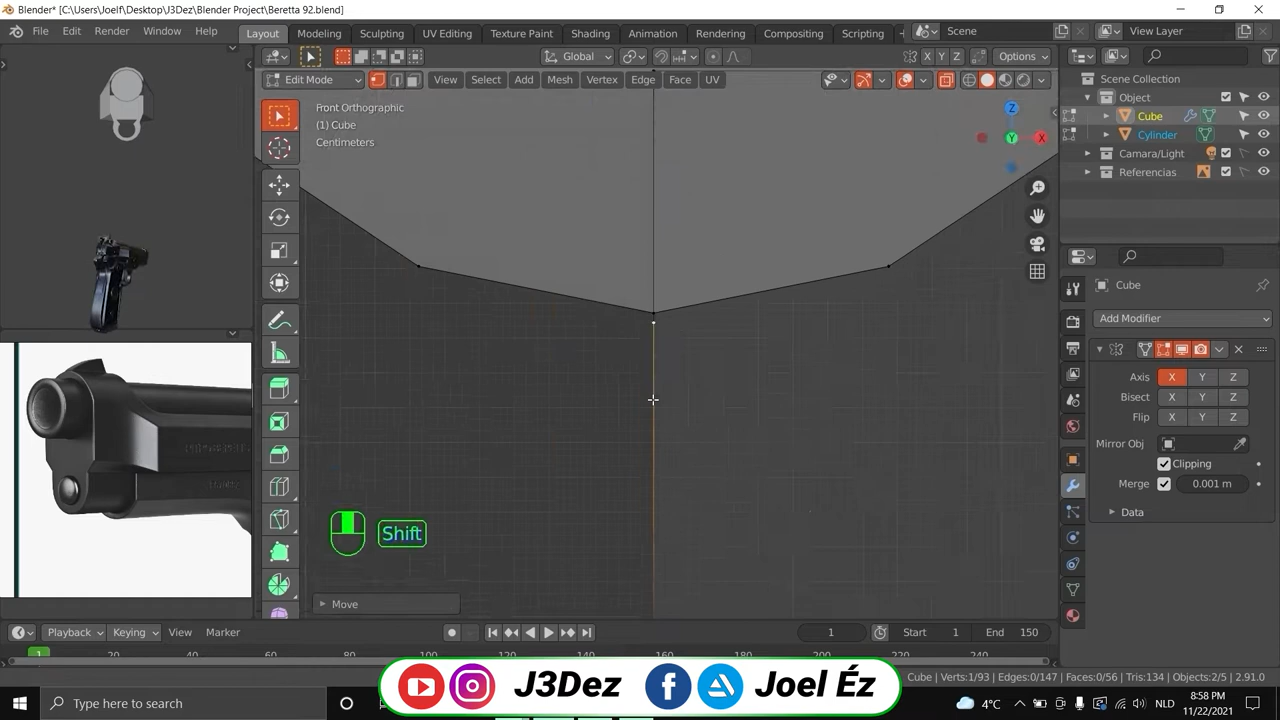 Blender* [C:\Users\Joelf\Desktop\J3Dez\Blender Project\Beretta 92.blend]
File Edit Render Window Help Layout Modeling Sculpting UV Editing Texture Paint Shading Animation Rendering Compositing Scripting Scene View Layer
Global X Y Z Options
Edit Mode View Select Add Mesh Vertex Edge Face UV
Scene Collection
Object
Cube
Cylinder
Camara/Light
Referencias
Front Orthographic
(1) Cube
Centimeters
Z
Y
X
Cube
Add Modifier
Axis X Y Z
Bisect X Y Z
Flip X Y Z
Mirror Obj
Clipping
Merge 0.001 m
Data
Shift
Move
Playback Keying View Marker 1 Start 1 End 150
1 20 40 60 80 100 120 140 160 180 200 220 240
Cube | Verts:1/93 | Edges:0/147 | Faces:0/56 | Tris:134 | Objects:2/5 | 2.91.0
J3Dez Joel Éz
Type here to search
4°C NLD 8:58 PM 11/22/2021